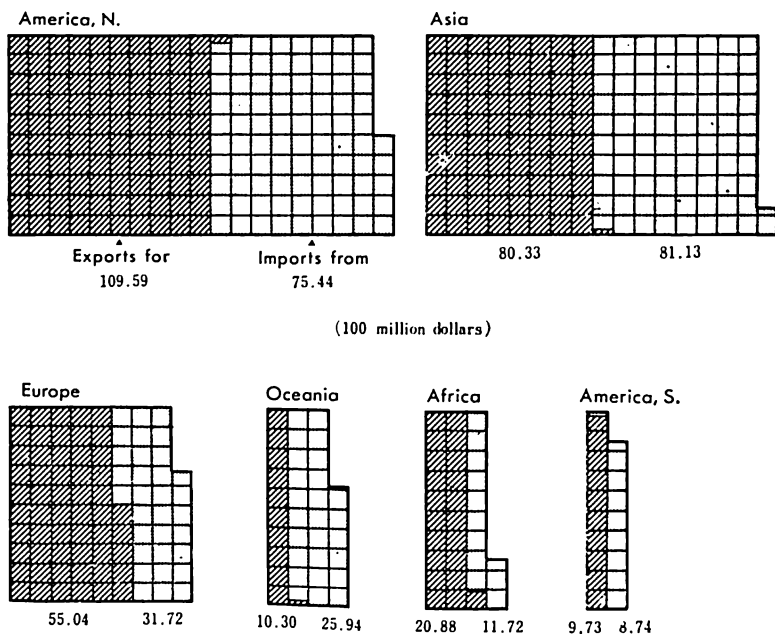 America, N.
Asia
Exports for
Imports from
109.59
75.44
80.33
81.13
(100 million dollars)
Europe
Oceania
Africa
America, S.
55.04
31.72
10.30
25.94
20.88
11.72
9.73
8.74